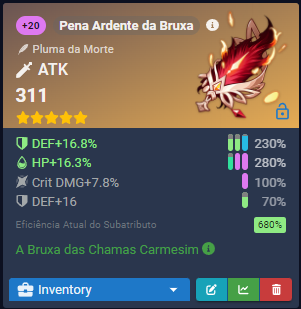 +20 Pena Ardente da Bruxa
Pluma da Morte
ATK
311
DEF+16.8% 230%
HP+16.3% 280%
Crit DMG+7.8% 100%
DEF+16 70%
Eficiência Atual do Subatributo 680%
A Bruxa das Chamas Carmesim
Inventory